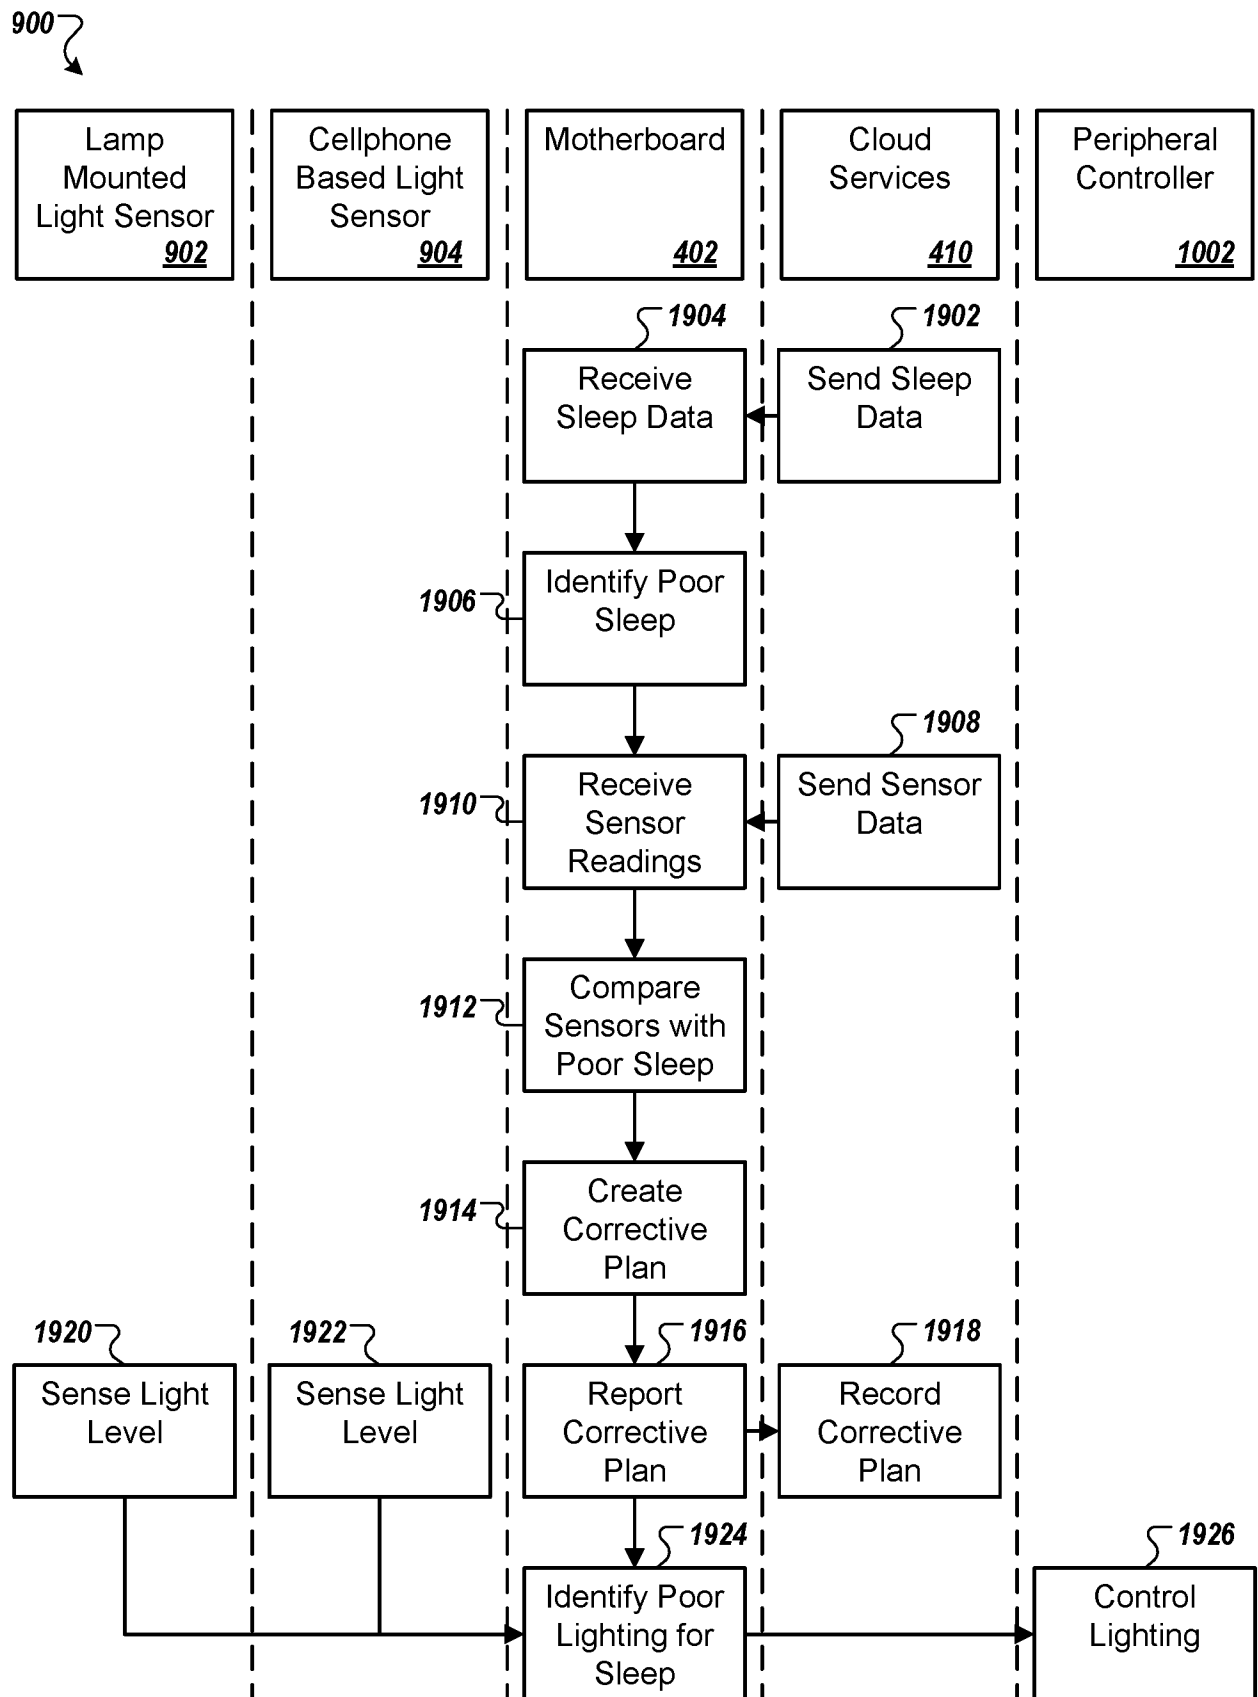 900
Lamp
Mounted
Light Sensor
902
Cellphone
Based Light
Sensor
904
Motherboard
402
Cloud
Services
410
Peripheral
Controller
1002
1904
Receive
Sleep Data
1902
Send Sleep
Data
1906
Identify Poor
Sleep
1908
Send Sensor
Data
1910
Receive
Sensor
Readings
1912
Compare
Sensors with
Poor Sleep
1914
Create
Corrective
Plan
1920
Sense Light
Level
1922
Sense Light
Level
1916
Report
Corrective
Plan
1918
Record
Corrective
Plan
1924
Identify Poor
Lighting for
Sleep
1926
Control
Lighting